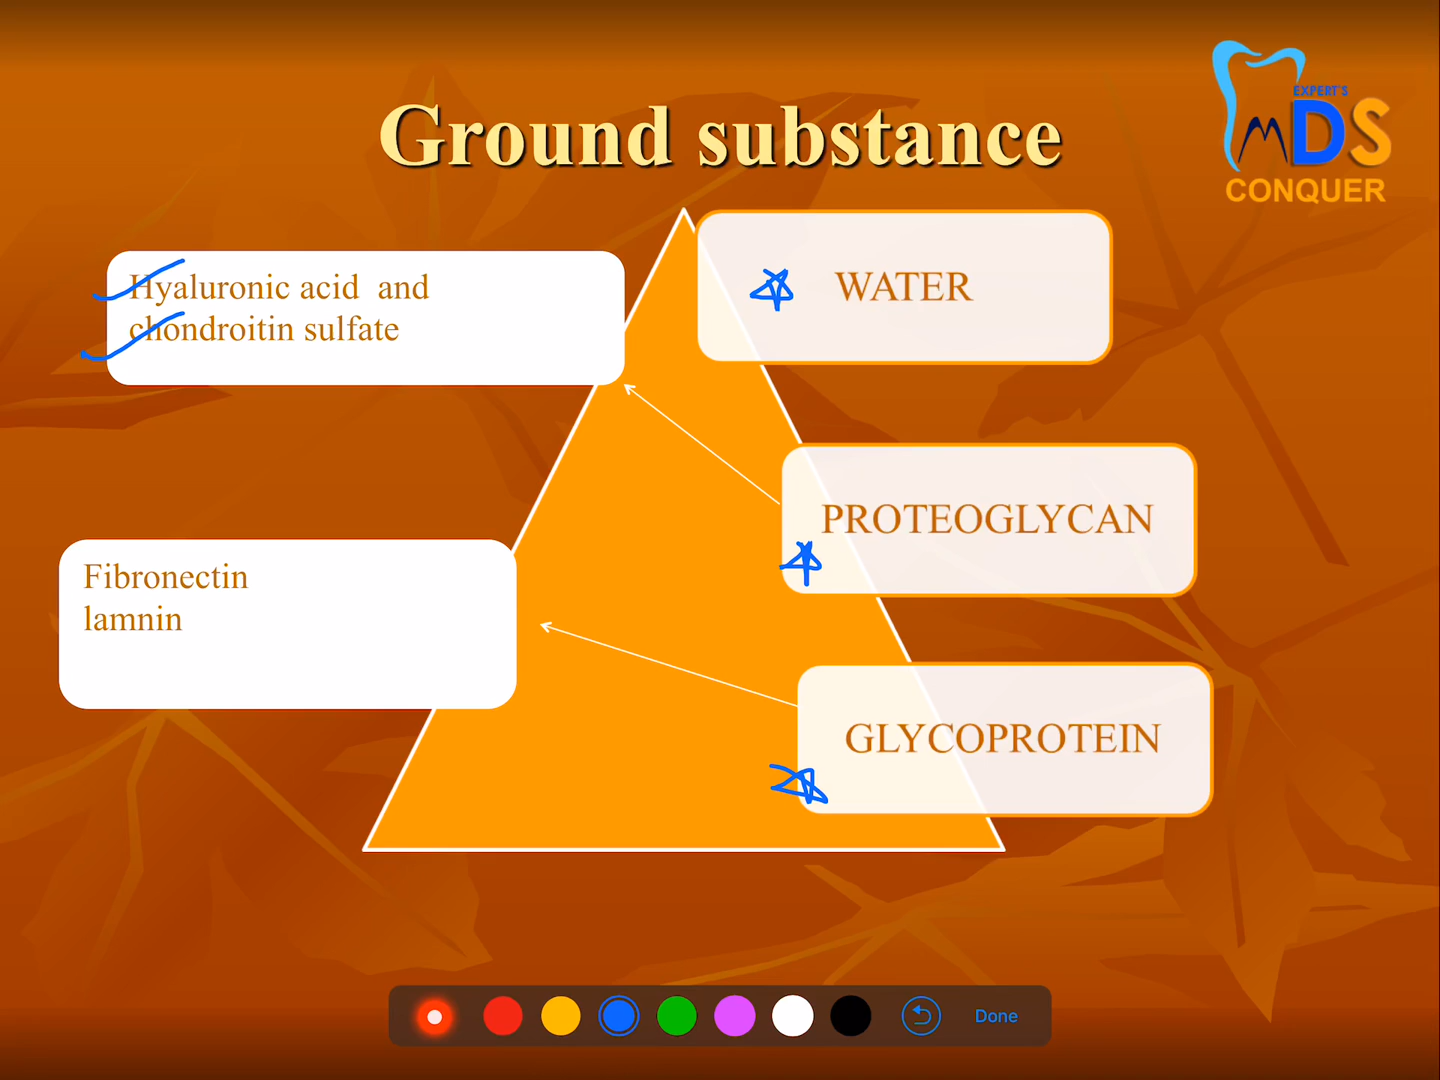 Ground substance
EXPERT'S
MDS
CONQUER
Hyaluronic acid and
chondroitin sulfate
WATER
PROTEOGLYCAN
Fibronectin
lamnin
GLYCOPROTEIN
Done